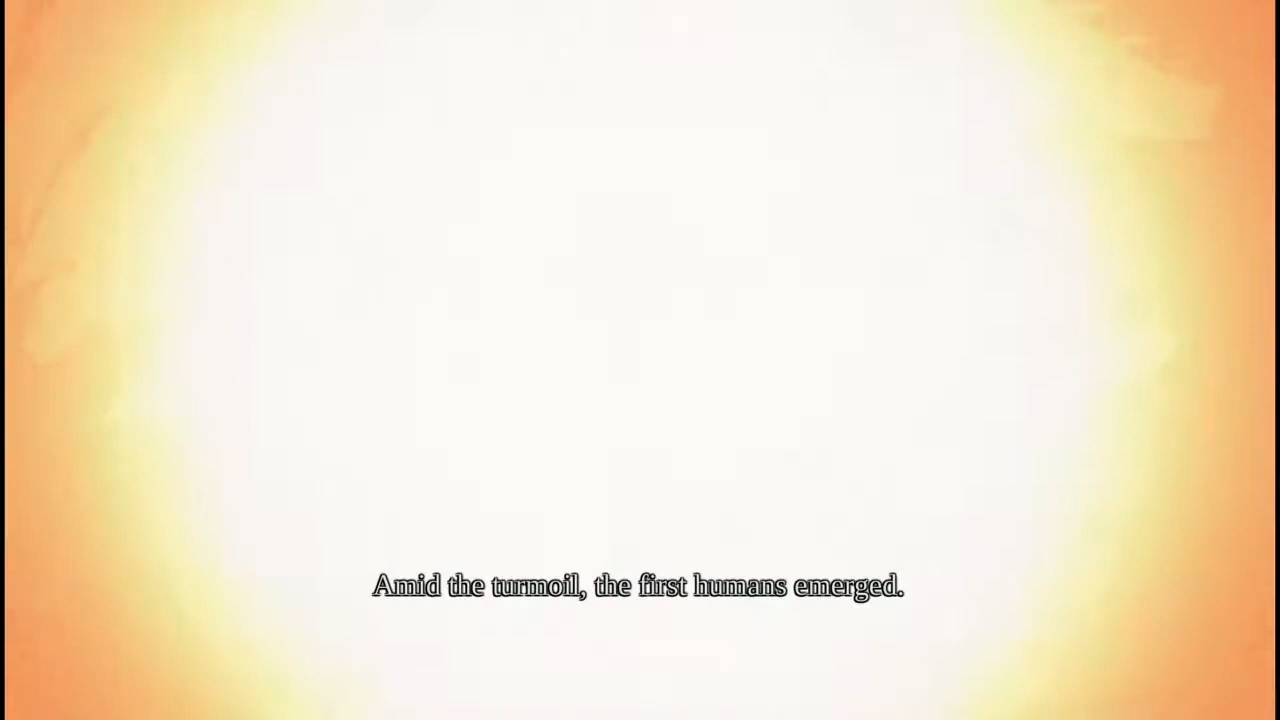 Amid the turmoil, the first humans emerged.